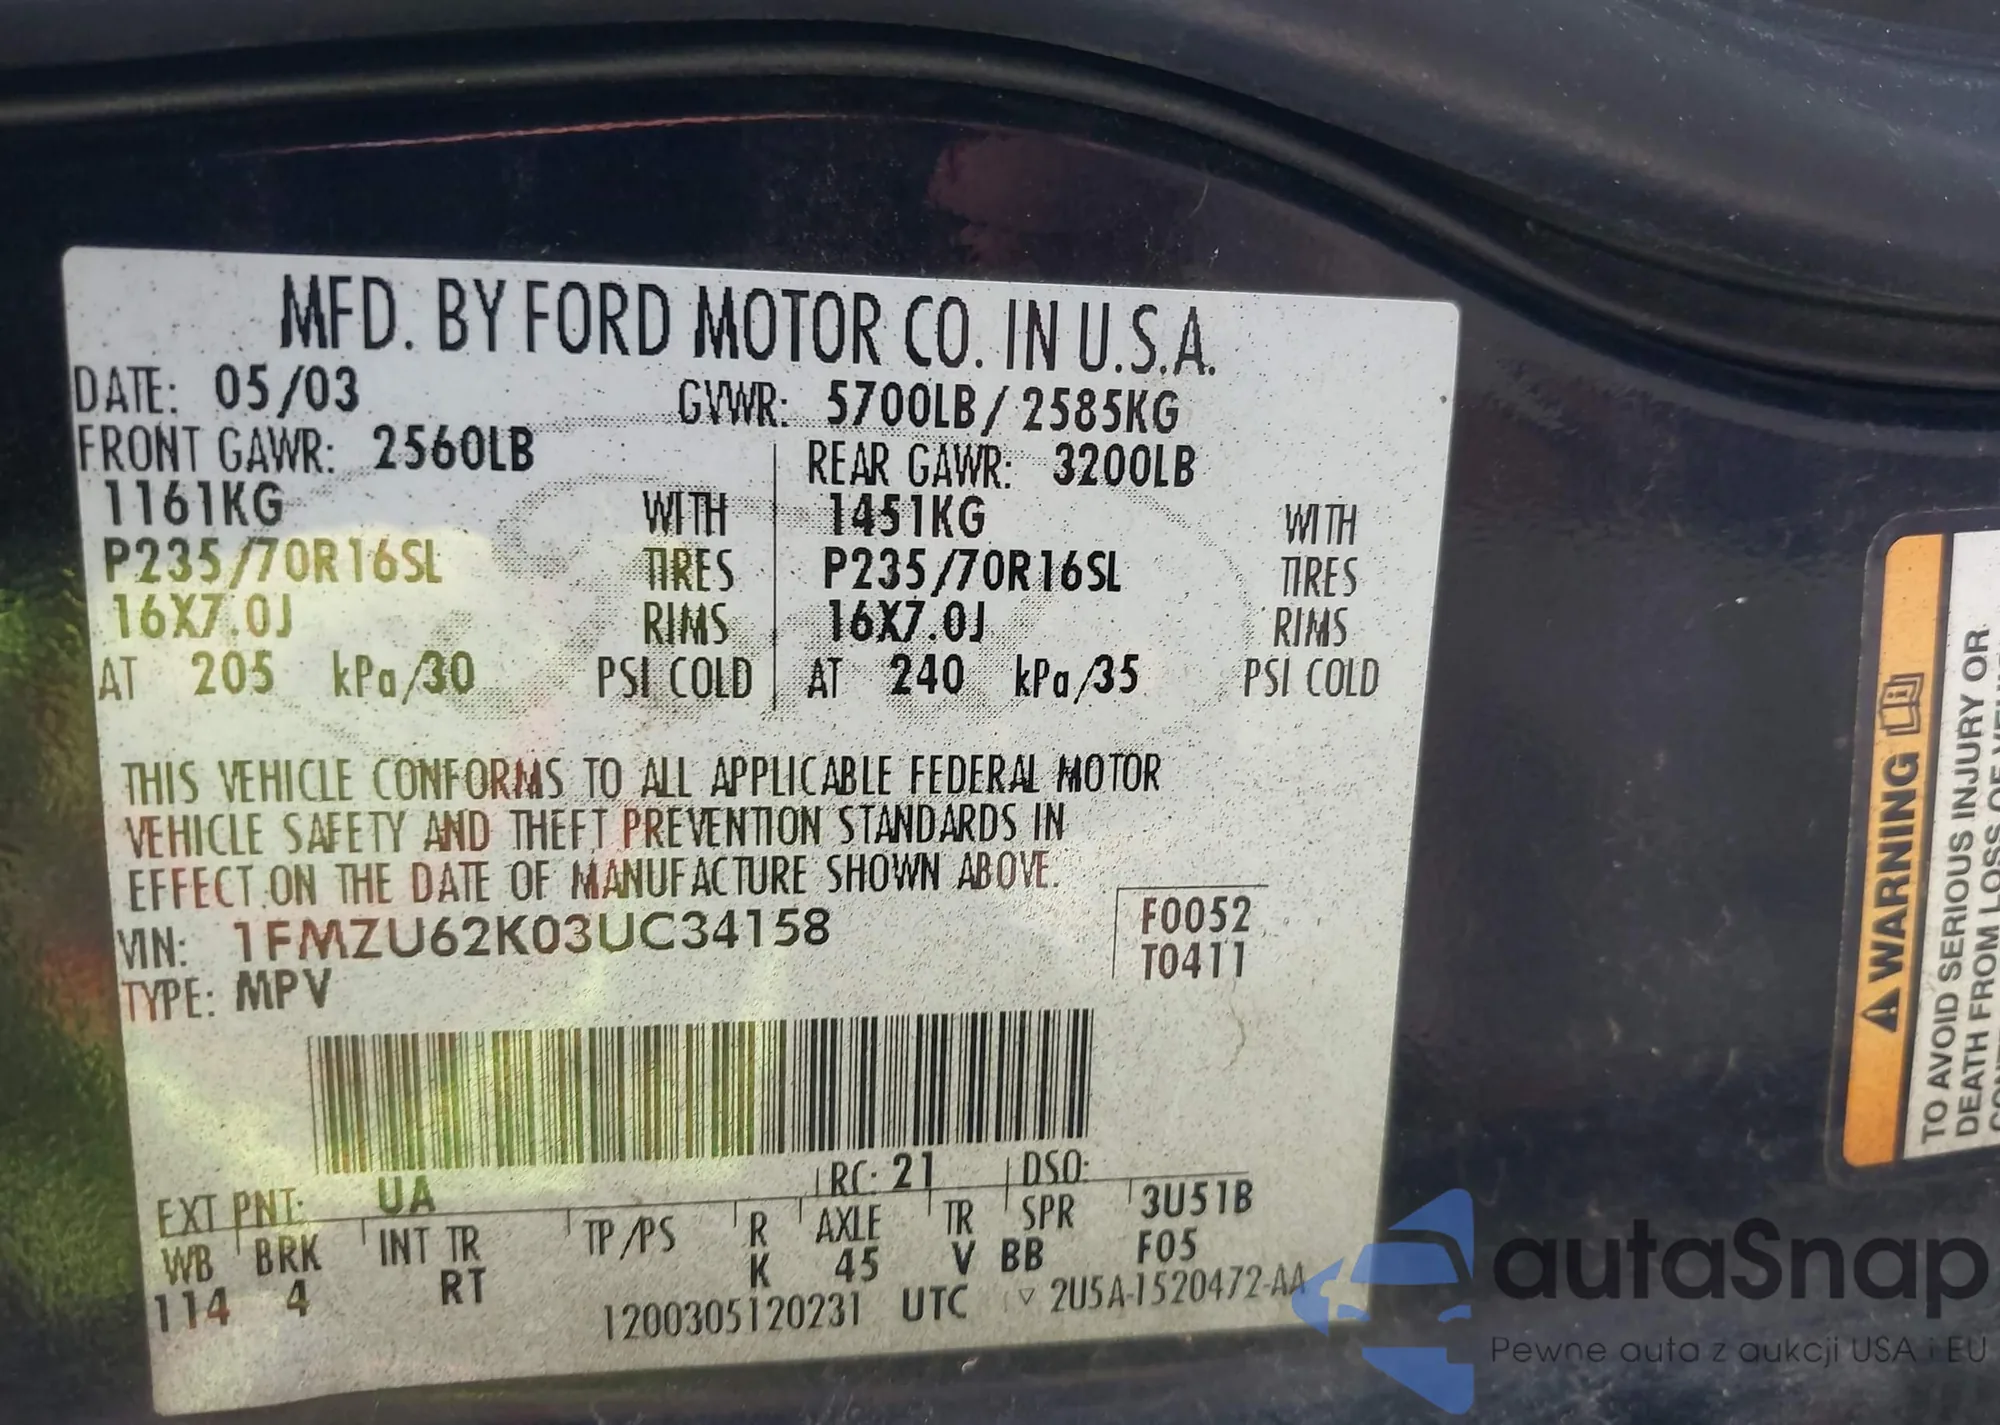 MFD. BY FORD MOTOR CO. IN U.S.A.
DATE: 05/03 GVWR: 5700LB/2585KG
FRONT GAWR: 2560LB REAR GAWR: 3200LB
1161KG WITH 1451KG WITH
P235/70R16SL TIRES P235/70R16SL TIRES
16X7.0J RIMS 16X7.0J RIMS
AT 205 kPa/30 PSI COLD AT 240 kPa/35 PSI COLD
THIS VEHICLE CONFORMS TO ALL APPLICABLE FEDERAL MOTOR
VEHICLE SAFETY AND THEFT PREVENTION STANDARDS IN
EFFECT ON THE DATE OF MANUFACTURE SHOWN ABOVE.
VIN: 1FMZU62K03UC34158
TYPE: MPV
F0052
T0411
EXT PNT: UA RC: 21 DSO:
WB BRK INT TR TP/PS R AXLE TR SPR 3U51B
114 4 RT K 45 V BB F05
1200305120231 UTC ▽ 2U5A-1520472-AA
WARNING
TO AVOID SERIOUS INJURY OR
DEATH FROM LOSS OF
autaSnap
Pewne auta z aukcji USA i EU